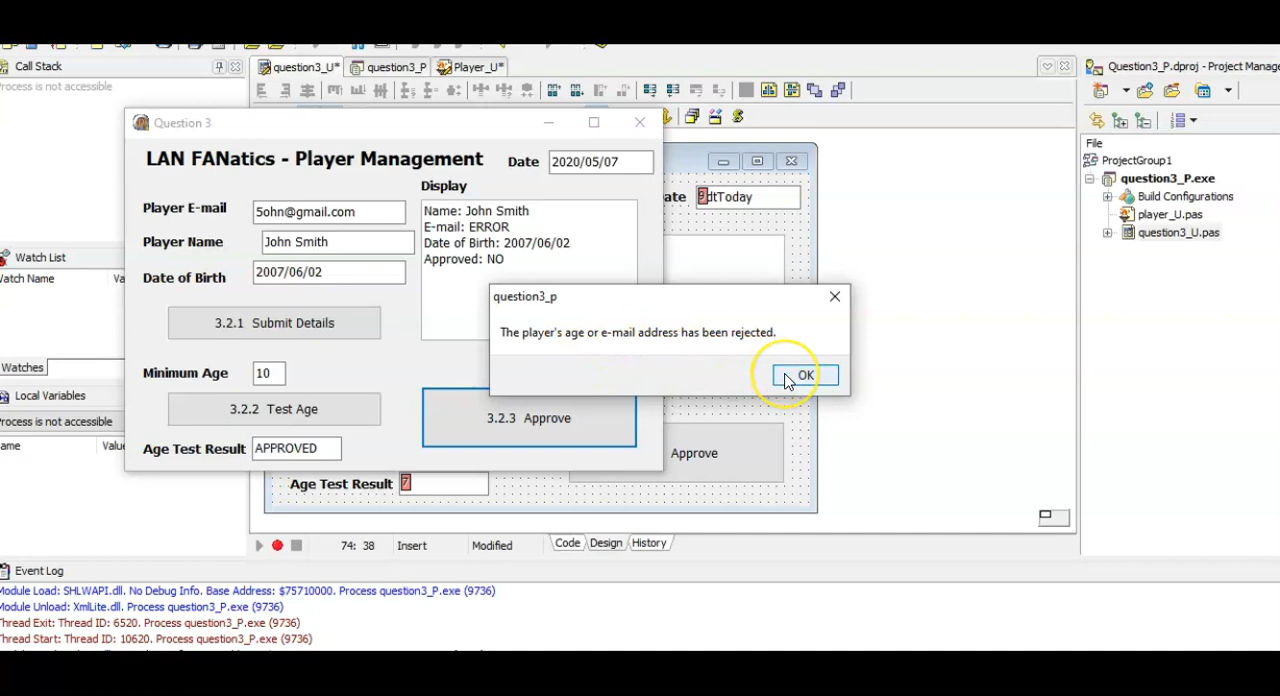 Call Stack
Process is not accessible
question3_U*
question3_P
Player_U*
Question3_P.dproj - Project Manage
Question 3
LAN FANatics - Player Management
Date
2020/05/07
Display
Player E-mail
5ohn@gmail.com
Name: John Smith
E-mail: ERROR
Date of Birth: 2007/06/02
Approved: NO
Player Name
John Smith
Date of Birth
2007/06/02
3.2.1 Submit Details
Minimum Age
10
3.2.2 Test Age
3.2.3 Approve
Age Test Result
APPROVED
question3_p
The player's age or e-mail address has been rejected.
OK
ate
dtToday
Approve
Age Test Result
7
File
ProjectGroup1
question3_P.exe
Build Configurations
player_U.pas
question3_U.pas
Watch List
Watch Name
Va
Watches
Local Variables
Process is not accessible
ame
Value
74: 38
Insert
Modified
Code
Design
History
Event Log
Module Load: SHLWAPI.dll. No Debug Info. Base Address: $75710000. Process question3_P.exe (9736)
Module Unload: XmlLite.dll. Process question3_P.exe (9736)
Thread Exit: Thread ID: 6520. Process question3_P.exe (9736)
Thread Start: Thread ID: 10620. Process question3_P.exe (9736)